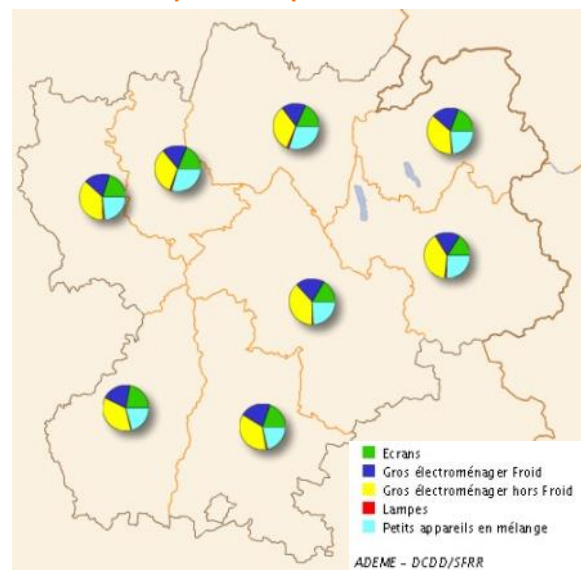 Ecrans
Gros électroménager Froid
Gros électroménager hors Froid
Lampes
Petits appareils en mélange
ADEME - DCDD/SFRR